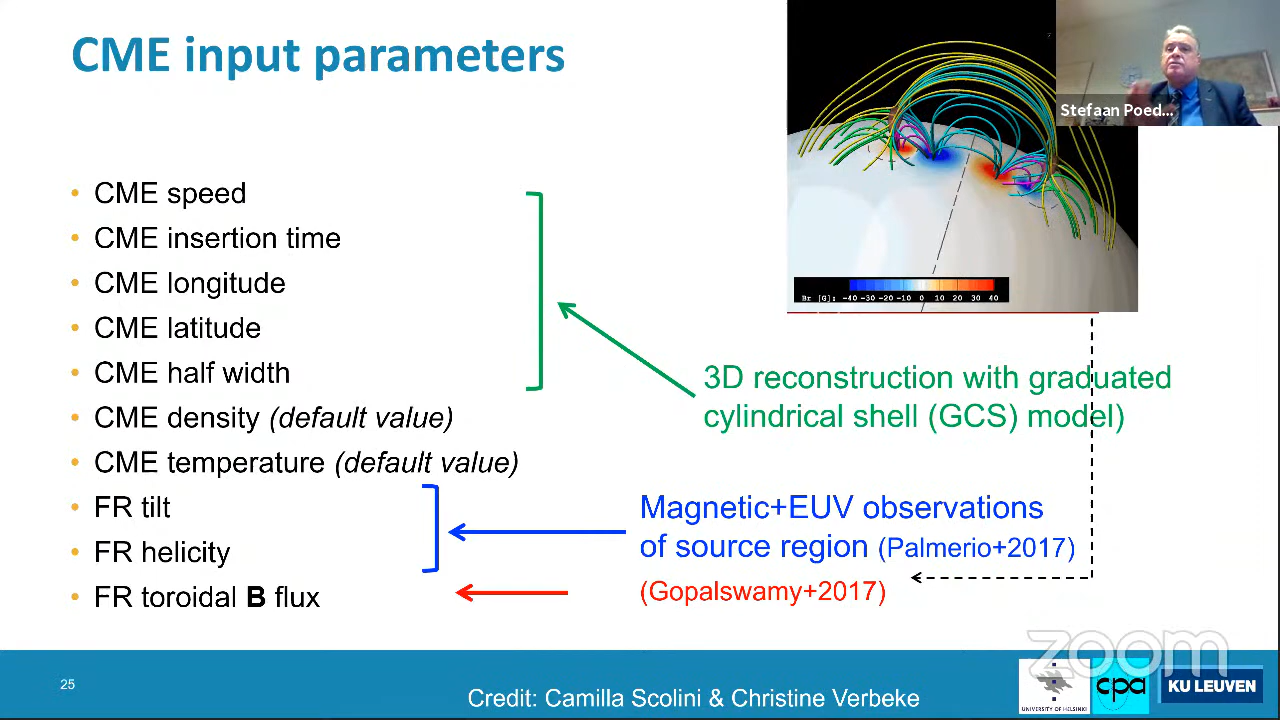 CME input parameters
Stefaan Poed...
• CME speed
• CME insertion time
• CME longitude
• CME latitude
• CME half width
• CME density (default value)
• CME temperature (default value)
• FR tilt
• FR helicity
• FR toroidal B flux
Br [G]: -40 -30 -20 -10 0 10 20 30 40
3D reconstruction with graduated
cylindrical shell (GCS) model)
Magnetic+EUV observations
of source region (Palmerio+2017)
(Gopalswamy+2017)
zoom
25
Credit: Camilla Scolini & Christine Verbeke
UNIVERSITY OF HELSINKI
cpa
KU LEUVEN